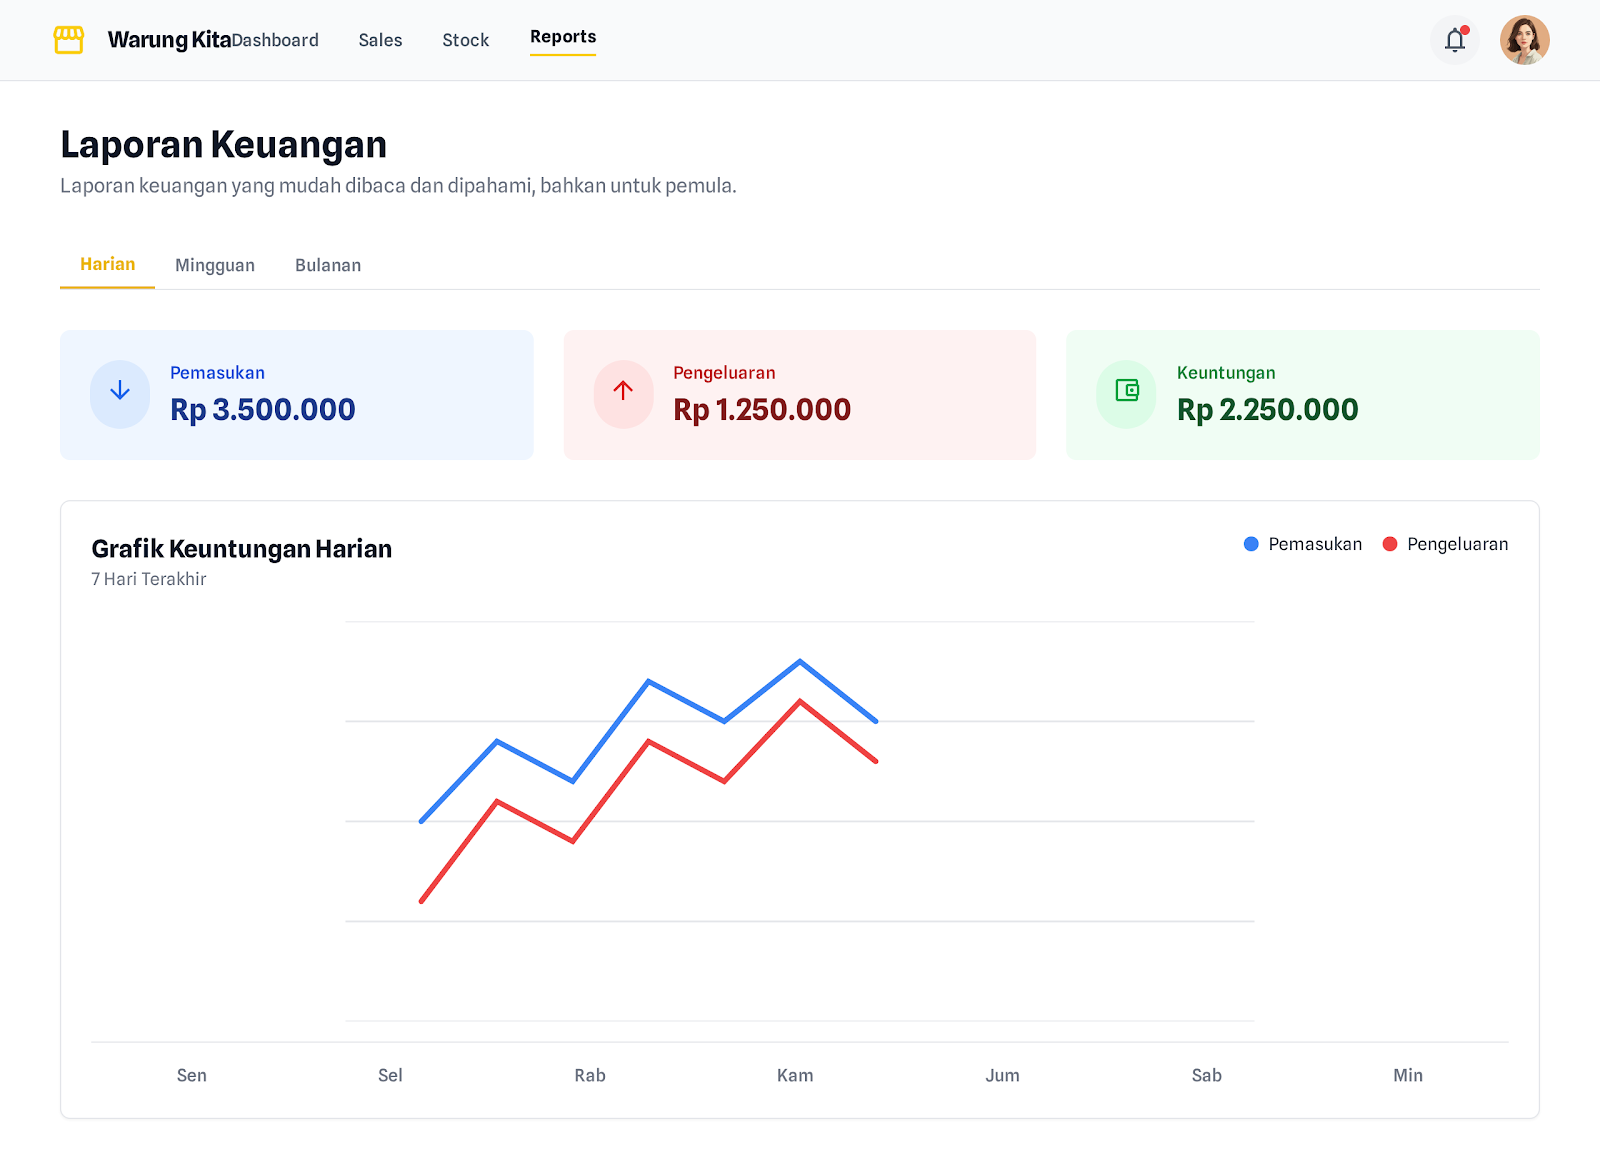 Warung Kita
Dashboard
Sales
Stock
Reports
Laporan Keuangan
Laporan keuangan yang mudah dibaca dan dipahami, bahkan untuk pemula.
Harian
Mingguan
Bulanan
Pemasukan
Rp 3.500.000
Pengeluaran
Rp 1.250.000
Keuntungan
Rp 2.250.000
Grafik Keuntungan Harian
7 Hari Terakhir
Pemasukan
Pengeluaran
Sen
Sel
Rab
Kam
Jum
Sab
Min